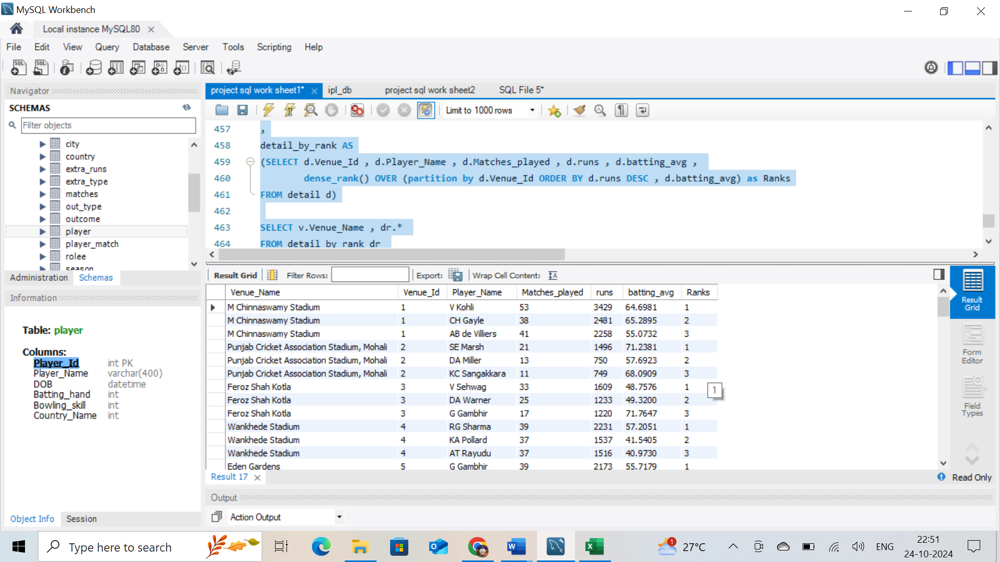 MySQL Workbench
Local instance MySQL80
File Edit View Query Database Server Tools Scripting Help
Navigator
SCHEMAS
Filter objects
city
country
extra_runs
extra_type
matches
out_type
outcome
player
player_match
rolee
season
Administration Schemas
Information
Table: player
Columns:
Player_Id int PK
Player_Name varchar(400)
DOB datetime
Batting_hand int
Bowling_skill int
Country_Name int
Object Info Session
project sql work sheet1* ipl_db project sql work sheet2 SQL File 5*
Limit to 1000 rows
457 ,
458 detail_by_rank AS
459 (SELECT d.Venue_Id , d.Player_Name , d.Matches_played , d.runs , d.batting_avg ,
460 dense_rank() OVER (partition by d.Venue_Id ORDER BY d.runs DESC , d.batting_avg) as Ranks
461 FROM detail d)
462
463 SELECT v.Venue_Name , dr.*
464 FROM detail_by_rank dr
Result Grid Filter Rows: Export: Wrap Cell Content:
Venue_Name Venue_Id Player_Name Matches_played runs batting_avg Ranks
M Chinnaswamy Stadium 1 V Kohli 53 3429 64.6981 1
M Chinnaswamy Stadium 1 CH Gayle 38 2481 65.2895 2
M Chinnaswamy Stadium 1 AB de Villiers 41 2258 55.0732 3
Punjab Cricket Association Stadium, Mohali 2 SE Marsh 21 1496 71.2381 1
Punjab Cricket Association Stadium, Mohali 2 DA Miller 13 750 57.6923 2
Punjab Cricket Association Stadium, Mohali 2 KC Sangakkara 11 749 68.0909 3
Feroz Shah Kotla 3 V Sehwag 33 1609 48.7576 1
Feroz Shah Kotla 3 DA Warner 25 1233 49.3200 2
Feroz Shah Kotla 3 G Gambhir 17 1220 71.7647 3
Wankhede Stadium 4 RG Sharma 39 2231 57.2051 1
Wankhede Stadium 4 KA Pollard 37 1537 41.5405 2
Wankhede Stadium 4 AT Rayudu 37 1516 40.9730 3
Eden Gardens 5 G Gambhir 39 2173 55.7179 1
1
Result Grid
Form Editor
Field Types
Result 17
Read Only
Output
Action Output
Type here to search
1
27°C
ENG
22:51
24-10-2024